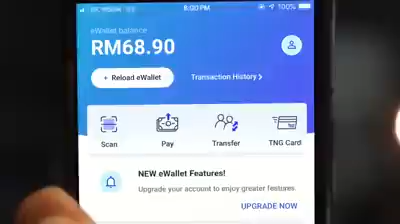 8:00 PM
100%
eWallet balance
RM68.90
+ Reload eWallet
Transaction History >
Scan
Pay
Transfer
TNG Card
NEW eWallet Features!
Upgrade your account to enjoy greater features.
UPGRADE NOW